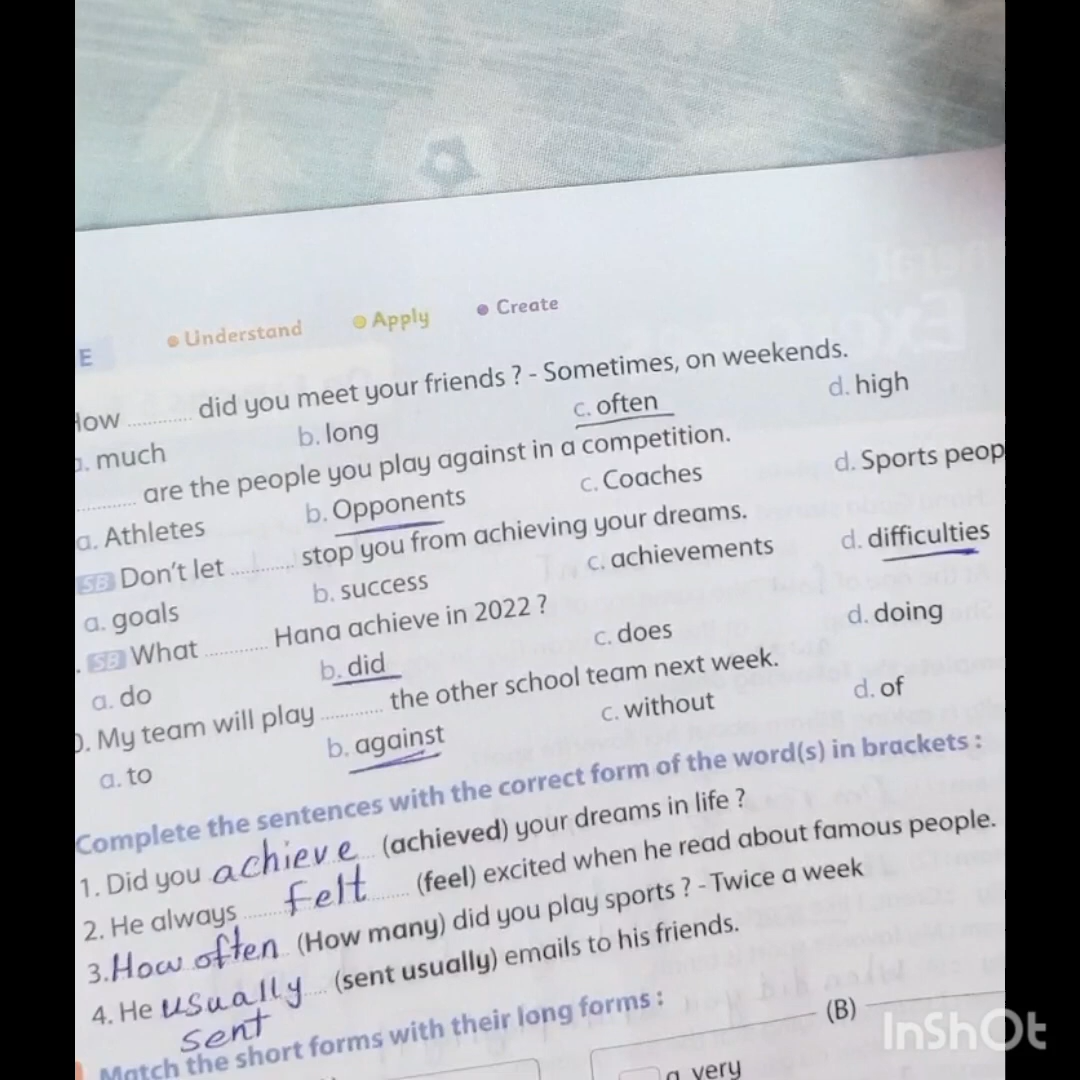 E • Understand • Apply • Create
How ............ did you meet your friends ? - Sometimes, on weekends.
a. much b. long c. often d. high
............ are the people you play against in a competition.
a. Athletes b. Opponents c. Coaches d. Sports peop
SB Don't let ............ stop you from achieving your dreams.
a. goals b. success c. achievements d. difficulties
. SB What ............ Hana achieve in 2022 ?
a. do b. did c. does d. doing
0. My team will play ............ the other school team next week.
a. to b. against c. without d. of
Complete the sentences with the correct form of the word(s) in brackets :
1. Did you achieve (achieved) your dreams in life ?
2. He always felt (feel) excited when he read about famous people.
3. How often (How many) did you play sports ? - Twice a week
4. He usually (sent usually) emails to his friends.
sent
Match the short forms with their long forms :
(B)
a. very
InShOt